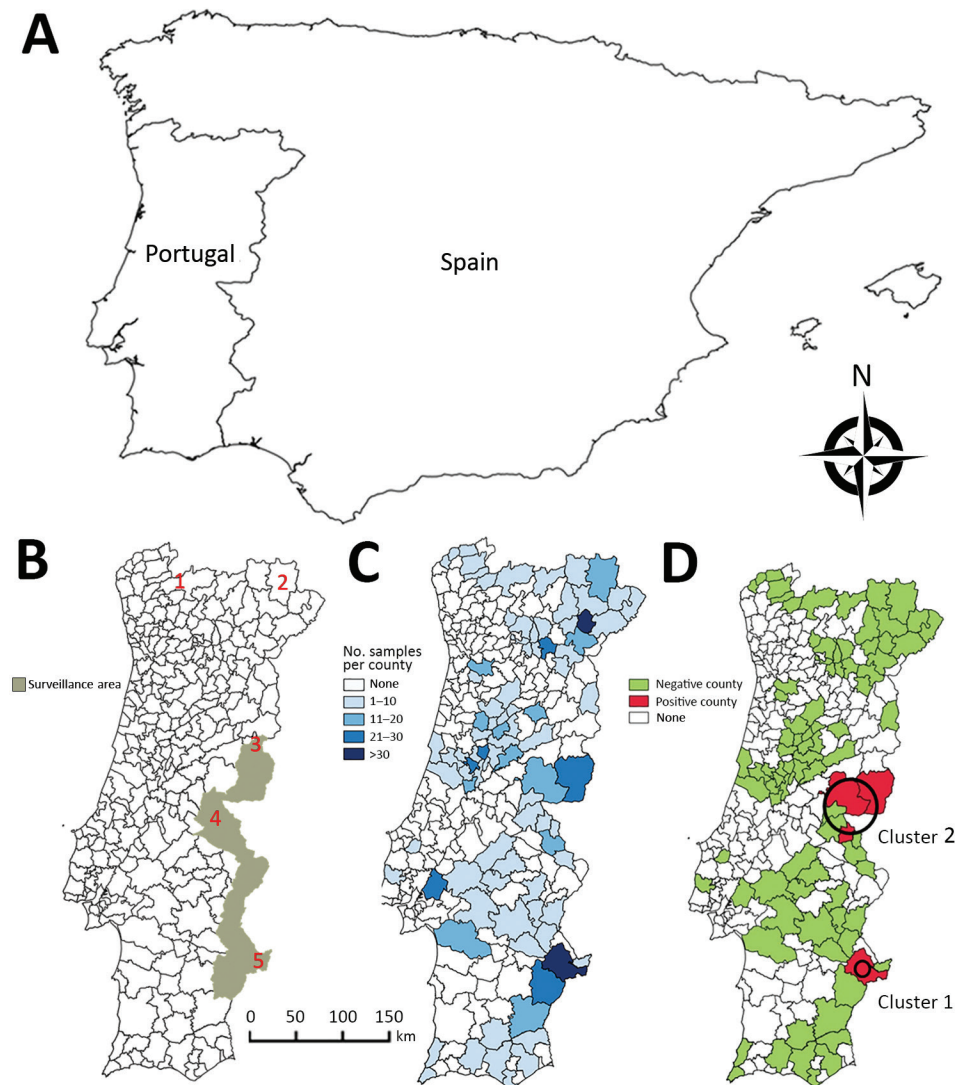 A
Portugal
Spain
N
B
1
2
Surveillance area
3
4
5
0 50 100 150
km
C
No. samples
per county
None
1–10
11–20
21–30
>30
D
Negative county
Positive county
None
Cluster 2
Cluster 1